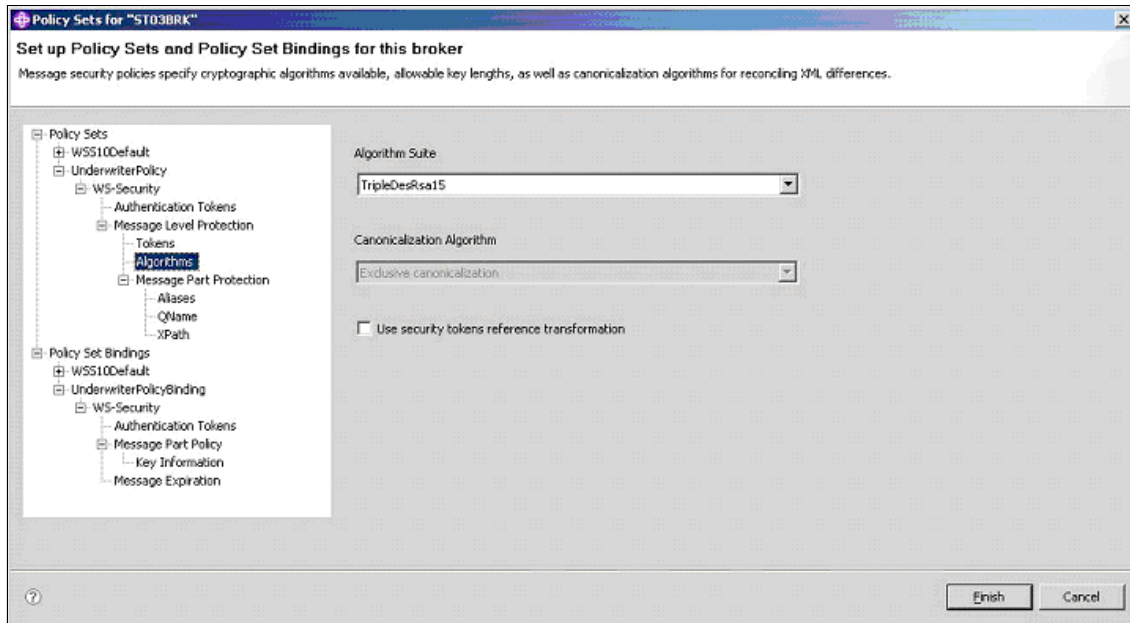 Policy Sets for "ST03BRK"
Set up Policy Sets and Policy Set Bindings for this broker
Message security policies specify cryptographic algorithms available, allowable key lengths, as well as canonicalization algorithms for reconciling XML differences.
Policy Sets
WSS10Default
UnderwriterPolicy
WS-Security
Authentication Tokens
Message Level Protection
Tokens
Algorithms
Message Part Protection
Aliases
QName
XPath
Policy Set Bindings
WSS10Default
UnderwriterPolicyBinding
WS-Security
Authentication Tokens
Message Part Policy
Key Information
Message Expiration
Algorithm Suite
TripleDesRsa15
Canonicalization Algorithm
Exclusive canonicalization
Use security tokens reference transformation
?
Finish
Cancel